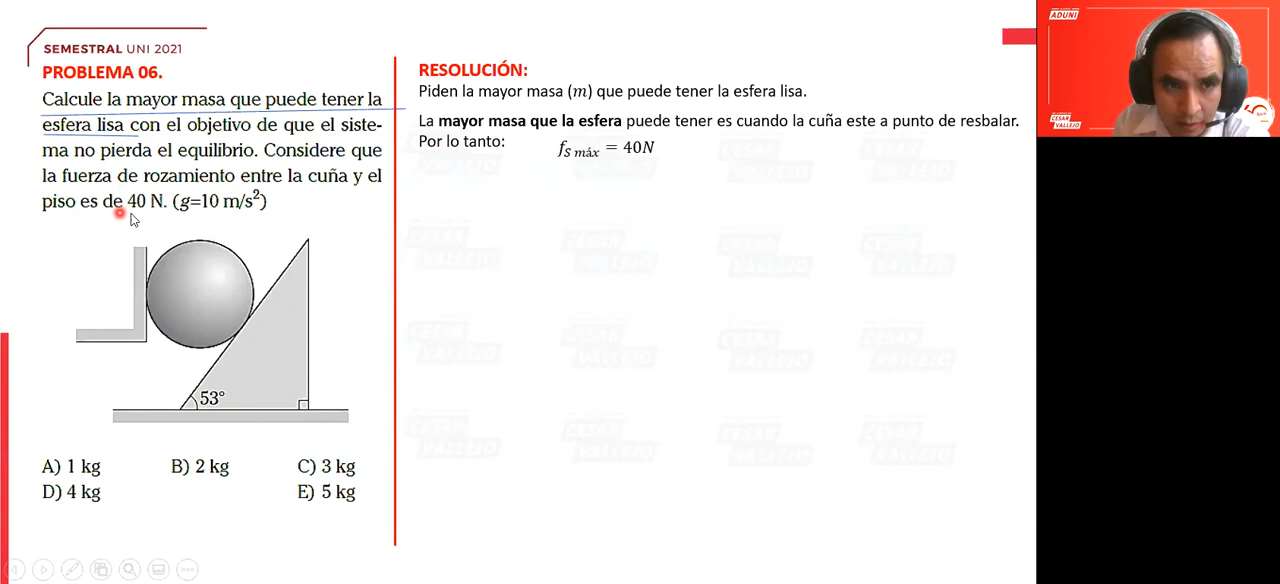 SEMESTRAL UNI 2021
PROBLEMA 06.
Calcule la mayor masa que puede tener la
esfera lisa con el objetivo de que el siste-
ma no pierda el equilibrio. Considere que
la fuerza de rozamiento entre la cuña y el
piso es de 40 N. (g=10 m/s²)
53°
A) 1 kg B) 2 kg C) 3 kg
D) 4 kg E) 5 kg
RESOLUCIÓN:
Piden la mayor masa (m) que puede tener la esfera lisa.
La mayor masa que la esfera puede tener es cuando la cuña este a punto de resbalar.
Por lo tanto: fS máx = 40N
CESAR VALLEJO
ADUNI
CESAR
VALLEJO